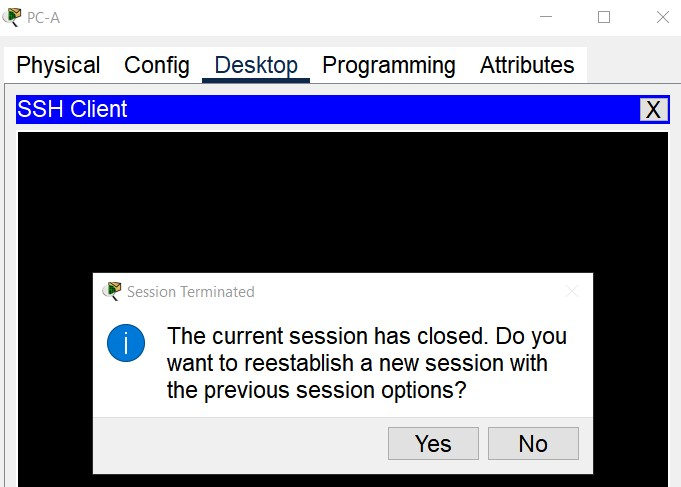 PC-A
Physical Config Desktop Programming Attributes
SSH Client X
Session Terminated
The current session has closed. Do you
want to reestablish a new session with
the previous session options?
Yes No